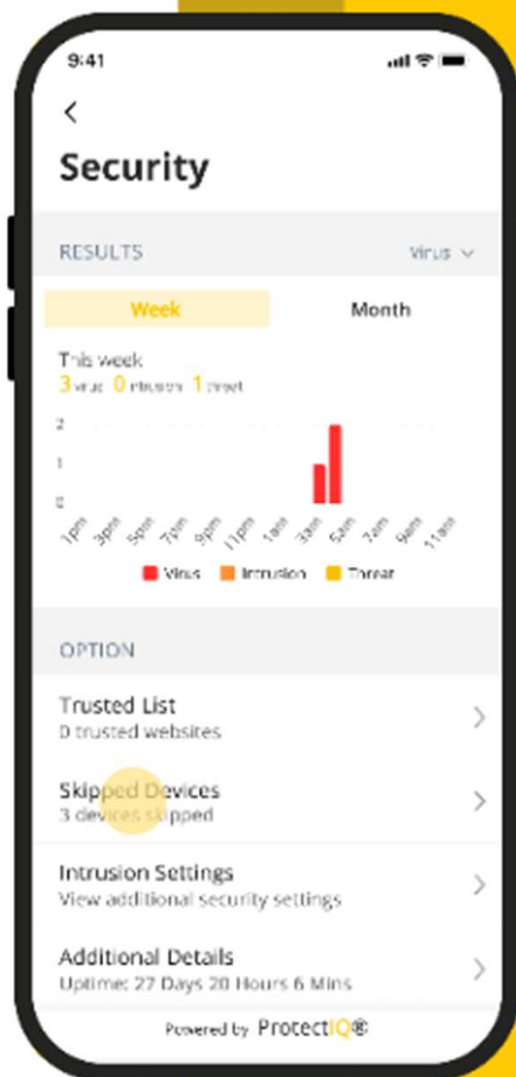 9:41
Security
RESULTS
Virus
Week Month
This week
3 virus 0 intrusion 1 threat
2
1
0
1pm 3pm 5pm 7pm 9pm 11pm 1am 3am 5am 7am 9am 11am
Virus Intrusion Threat
OPTION
Trusted List
0 trusted websites
Skipped Devices
3 devices skipped
Intrusion Settings
View additional security settings
Additional Details
Uptime: 27 Days 20 Hours 6 Mins
Powered by ProtectIQ®